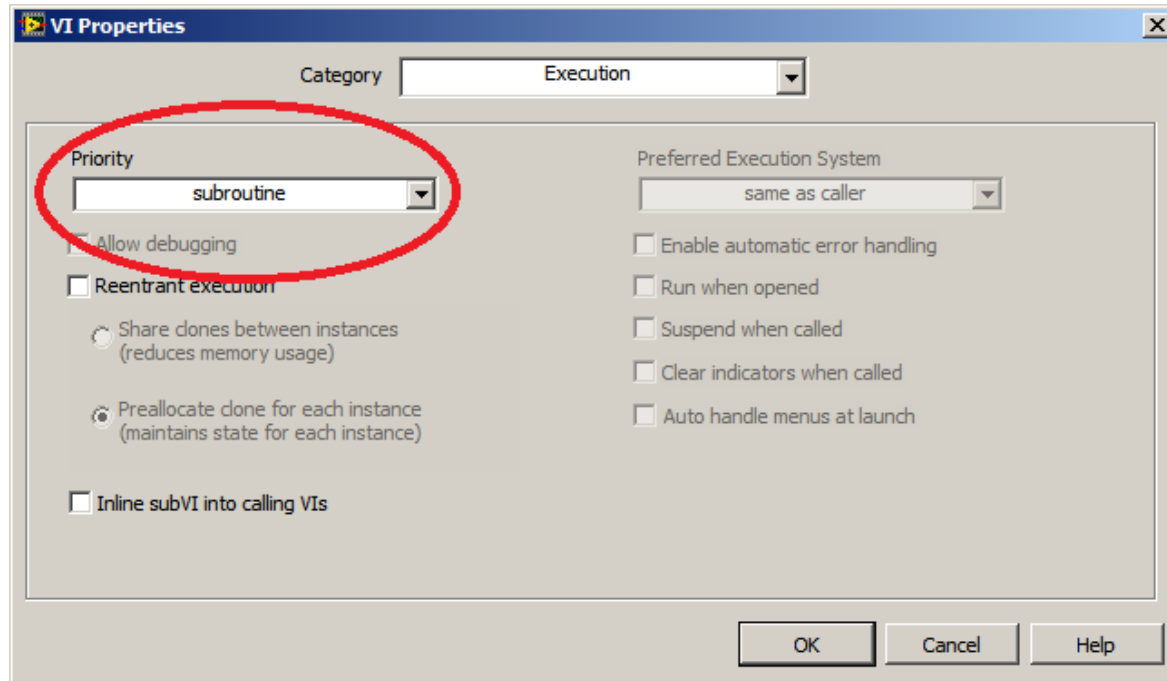 VI Properties
Category
Execution
Priority
subroutine
Allow debugging
Reentrant execution
Share clones between instances
(reduces memory usage)
Preallocate clone for each instance
(maintains state for each instance)
Inline subVI into calling VIs
Preferred Execution System
same as caller
Enable automatic error handling
Run when opened
Suspend when called
Clear indicators when called
Auto handle menus at launch
OK
Cancel
Help